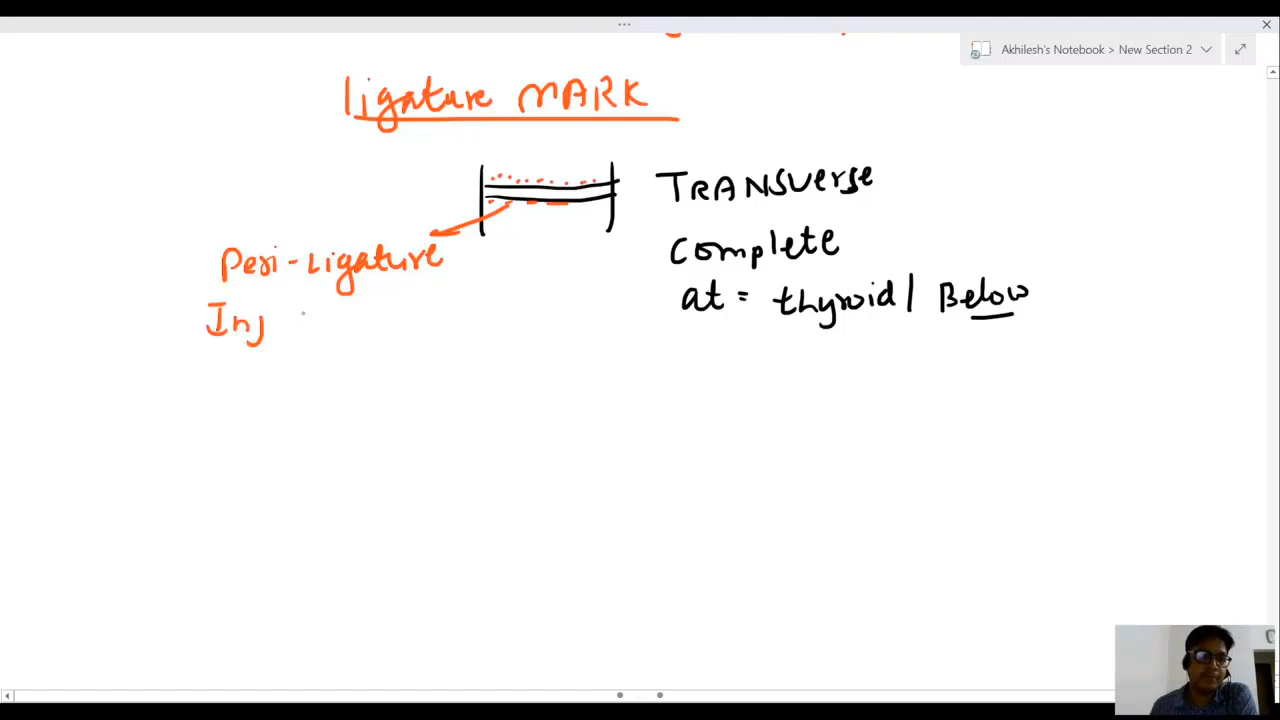 Akhilesh's Notebook > New Section 2
ligature MARK
TRANSverse
Complete
at = thyroid / Below
Peri-Ligature
Inj